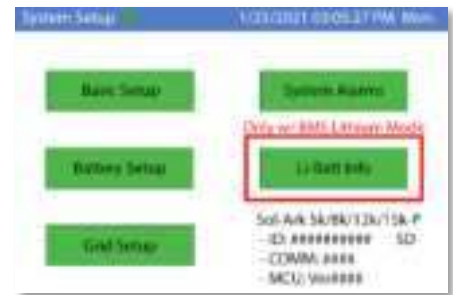 System Setup 1/25/2021 03:05:27 PM Mon.
Basic Setup
System Alarms
Only w/ BMS Lithium Mode
Battery Setup
Li-Batt Info
Grid Setup
Sol-Ark 5k/8k/12k/15k-P
- ID: ########## SD
- COMM: ####
- MCU: Ver####